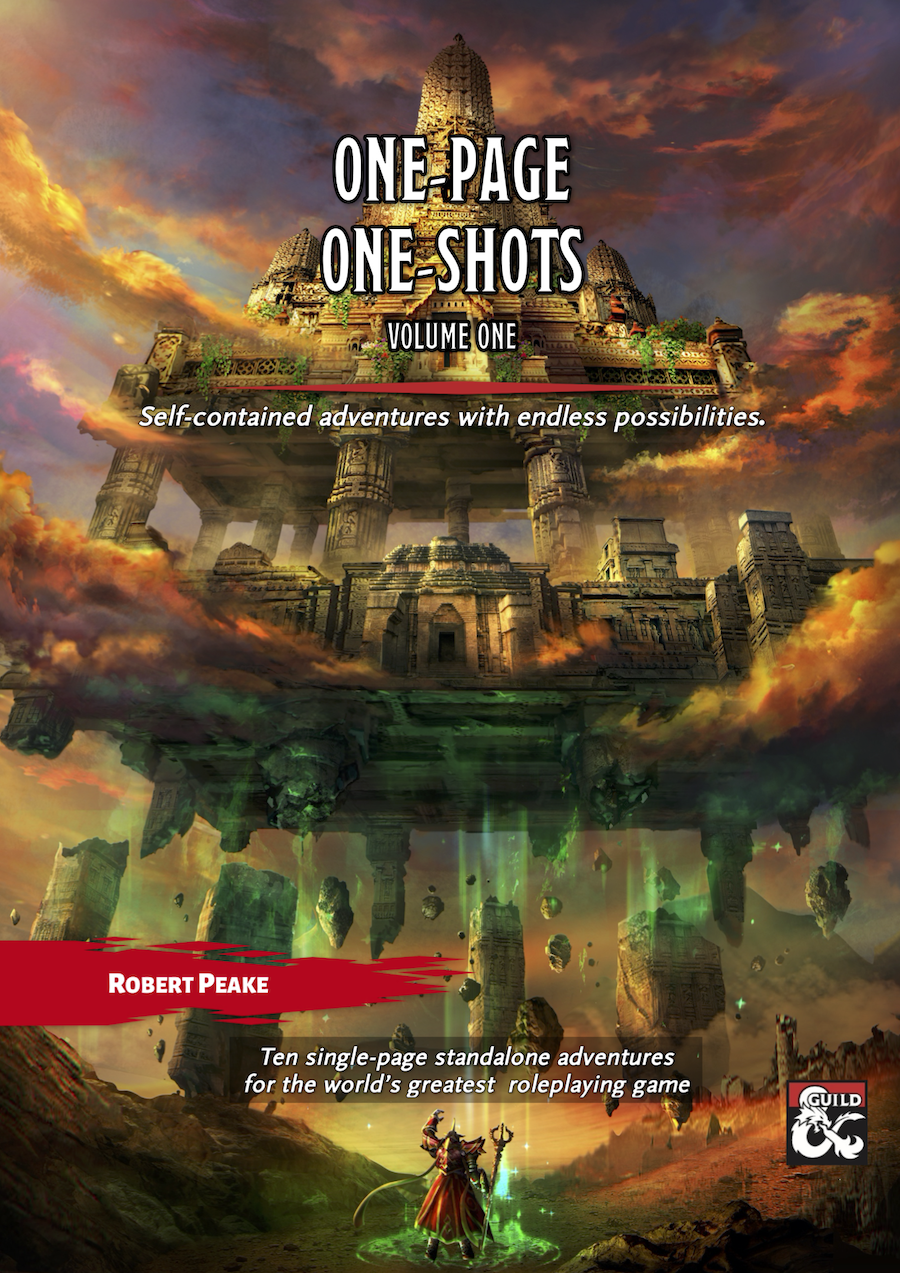 ONE-PAGE
ONE-SHOTS
VOLUME ONE
Self-contained adventures with endless possibilities.
ROBERT PEAKE
Ten single-page standalone adventures
for the world's greatest roleplaying game
GUILD